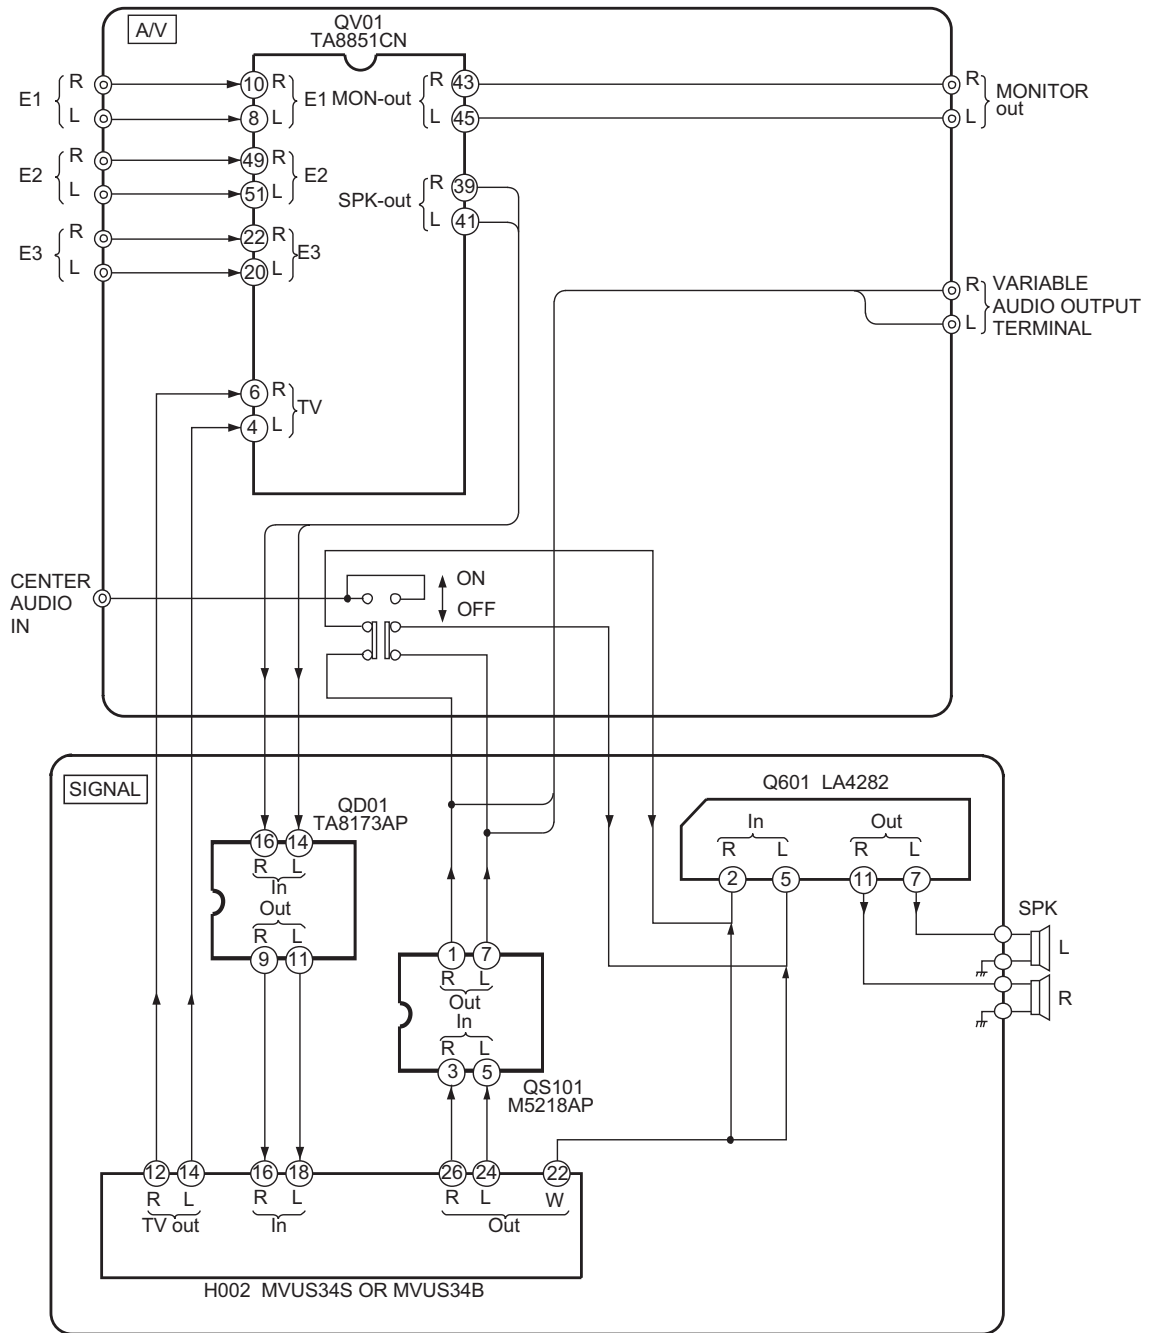 A/V
QV01
TA8851CN
E1 { R
L
10 R } E1
8 L
MON-out { R 43
L 45
R } MONITOR
L out
E2 { R
L
49 R } E2
51 L
SPK-out { R 39
L 41
E3 { R
L
22 R } E3
20 L
R } VARIABLE
L AUDIO OUTPUT
TERMINAL
6 R } TV
4 L
CENTER
AUDIO
IN
ON
OFF
SIGNAL
QD01
TA8173AP
16 14
R L
In
Out
R L
9 11
Q601 LA4282
In Out
R L R L
2 5 11 7
SPK
L
R
1 7
R L
Out
In
R L
3 5
QS101
M5218AP
12 14 16 18 26 24 22
R L R L R L W
TV out In Out
H002 MVUS34S OR MVUS34B